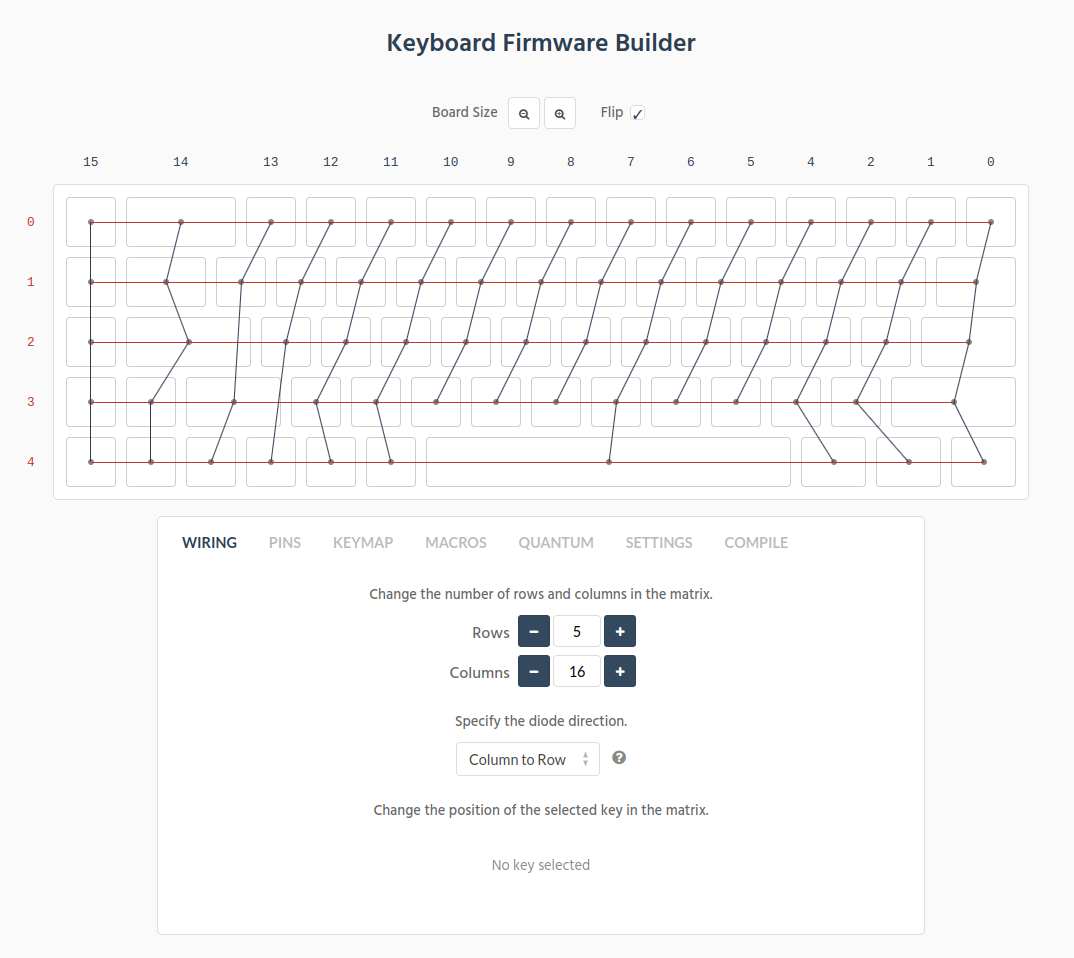 Keyboard Firmware Builder
Board Size Flip
15 14 13 12 11 10 9 8 7 6 5 4 2 1 0
0
1
2
3
4
WIRING PINS KEYMAP MACROS QUANTUM SETTINGS COMPILE
Change the number of rows and columns in the matrix.
Rows 5
Columns 16
Specify the diode direction.
Column to Row ?
Change the position of the selected key in the matrix.
No key selected